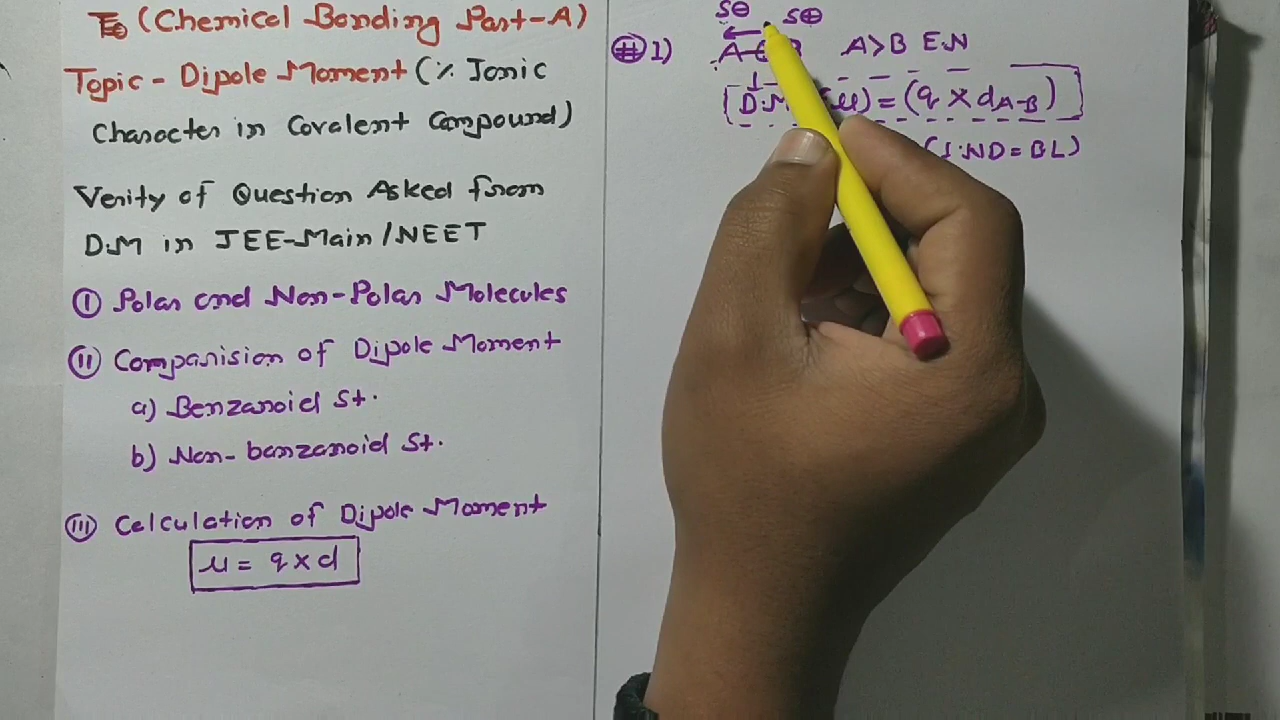 (Chemical Bonding Part-A)
Topic - Dipole Moment (% Ionic
Character in Covalent Compound)
Verity of Question Asked from
D.M in JEE-Main/NEET
(I) Polar and Non-Polar Molecules
(II) Comparision of Dipole Moment
a) Benzanoid St.
b) Non-benzanoid St.
(III) Calculation of Dipole Moment
μ = q × d
δ⊖ δ⊕
# 1) A B A>B E.N
D.M (μ) = (q × dA-B)
(I.ND = BL)